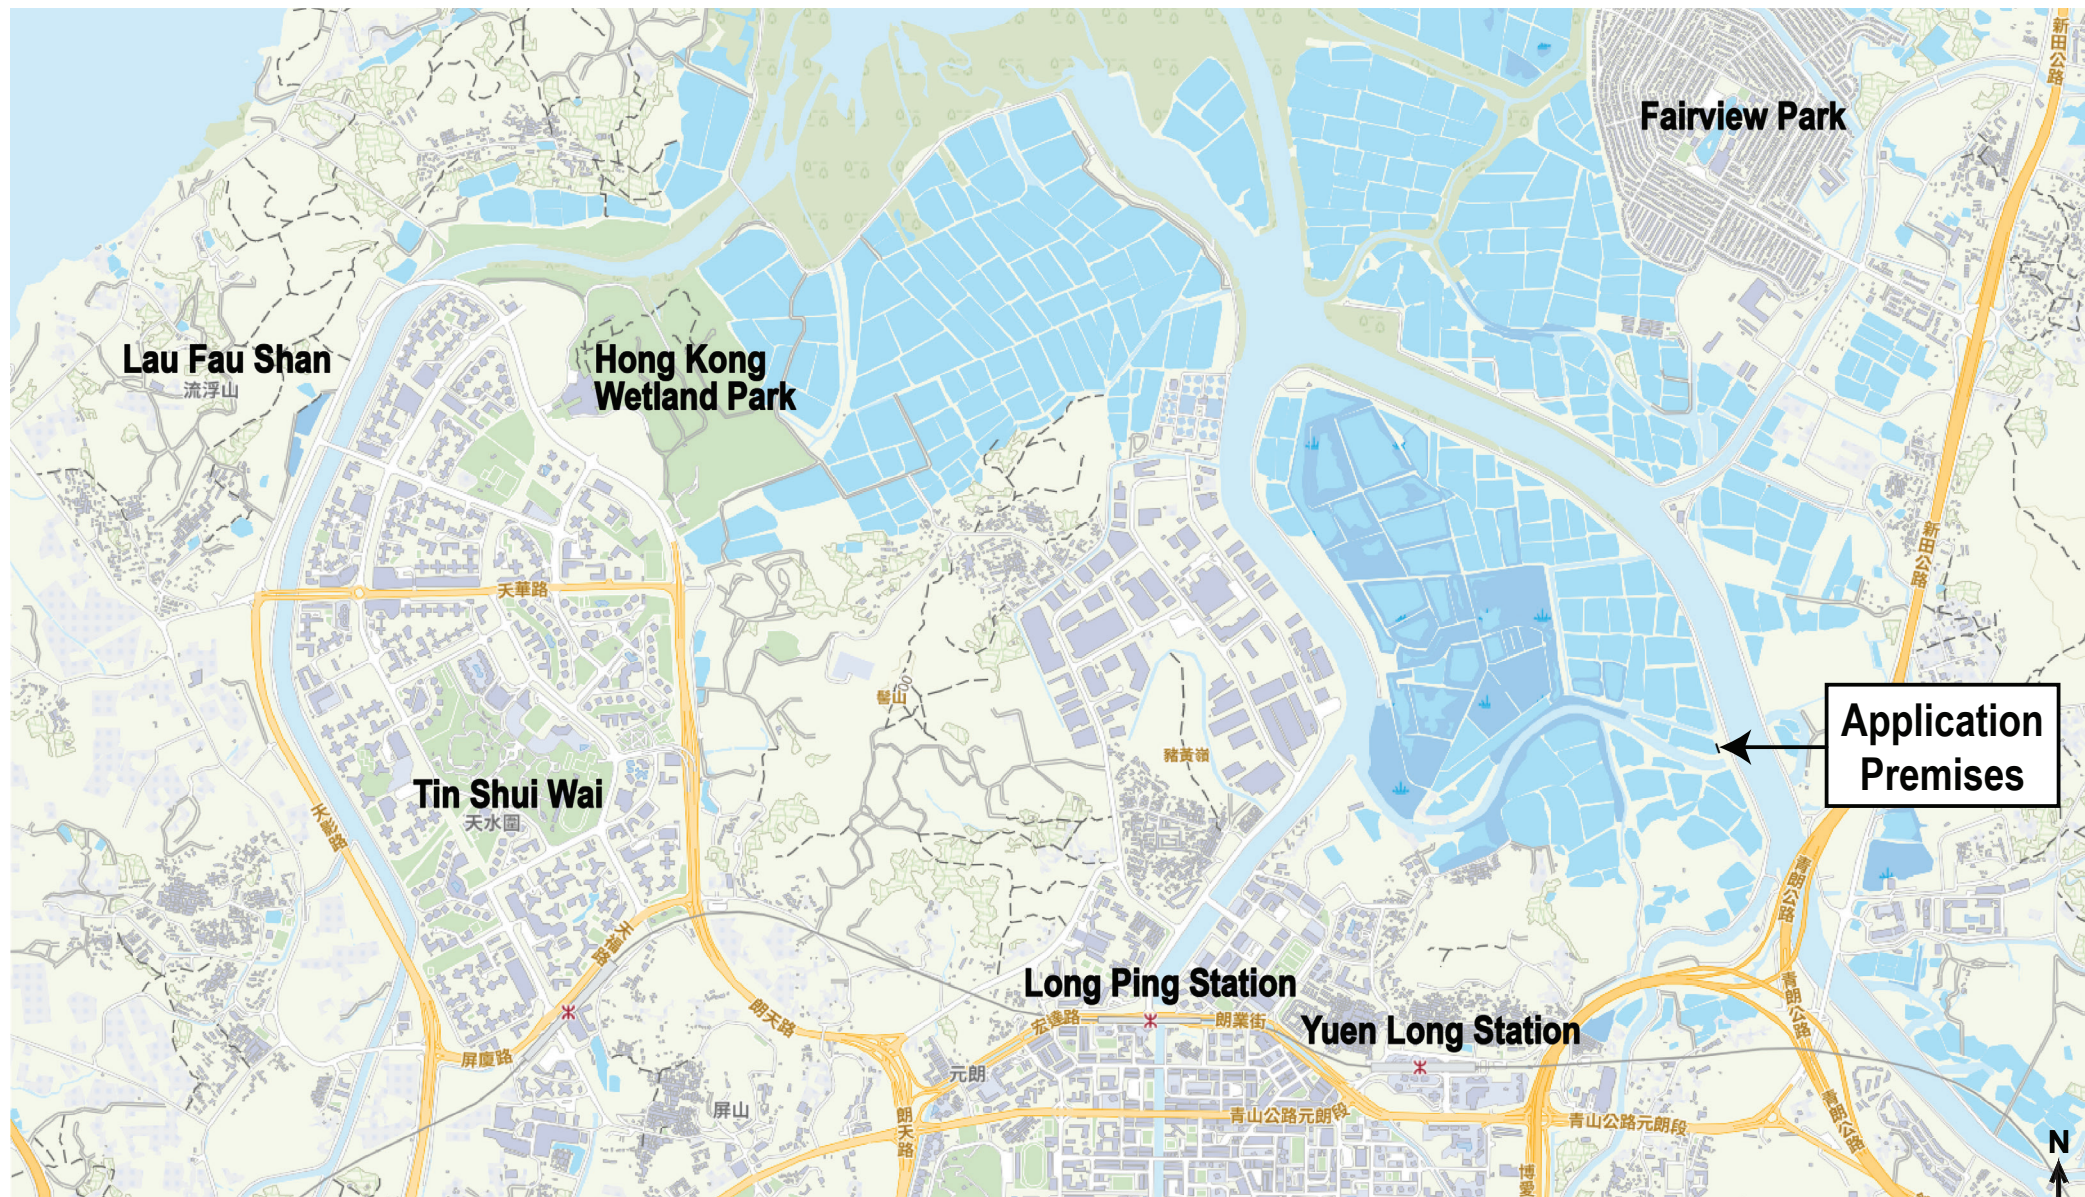 新田公路
Fairview Park
Lau Fau Shan
流浮山
Hong Kong
Wetland Park
新田公路
天華路
髻山
豬黃嶺
Application
Premises
Tin Shui Wai
天水圍
天影路
天福路
青朗公路
Long Ping Station
朗天路
宏達路
朗業街
青朗公路
Yuen Long Station
屏廈路
元朗
屏山
朗天路
青山公路元朗段
青山公路元朗段
青朗公路
博愛
N